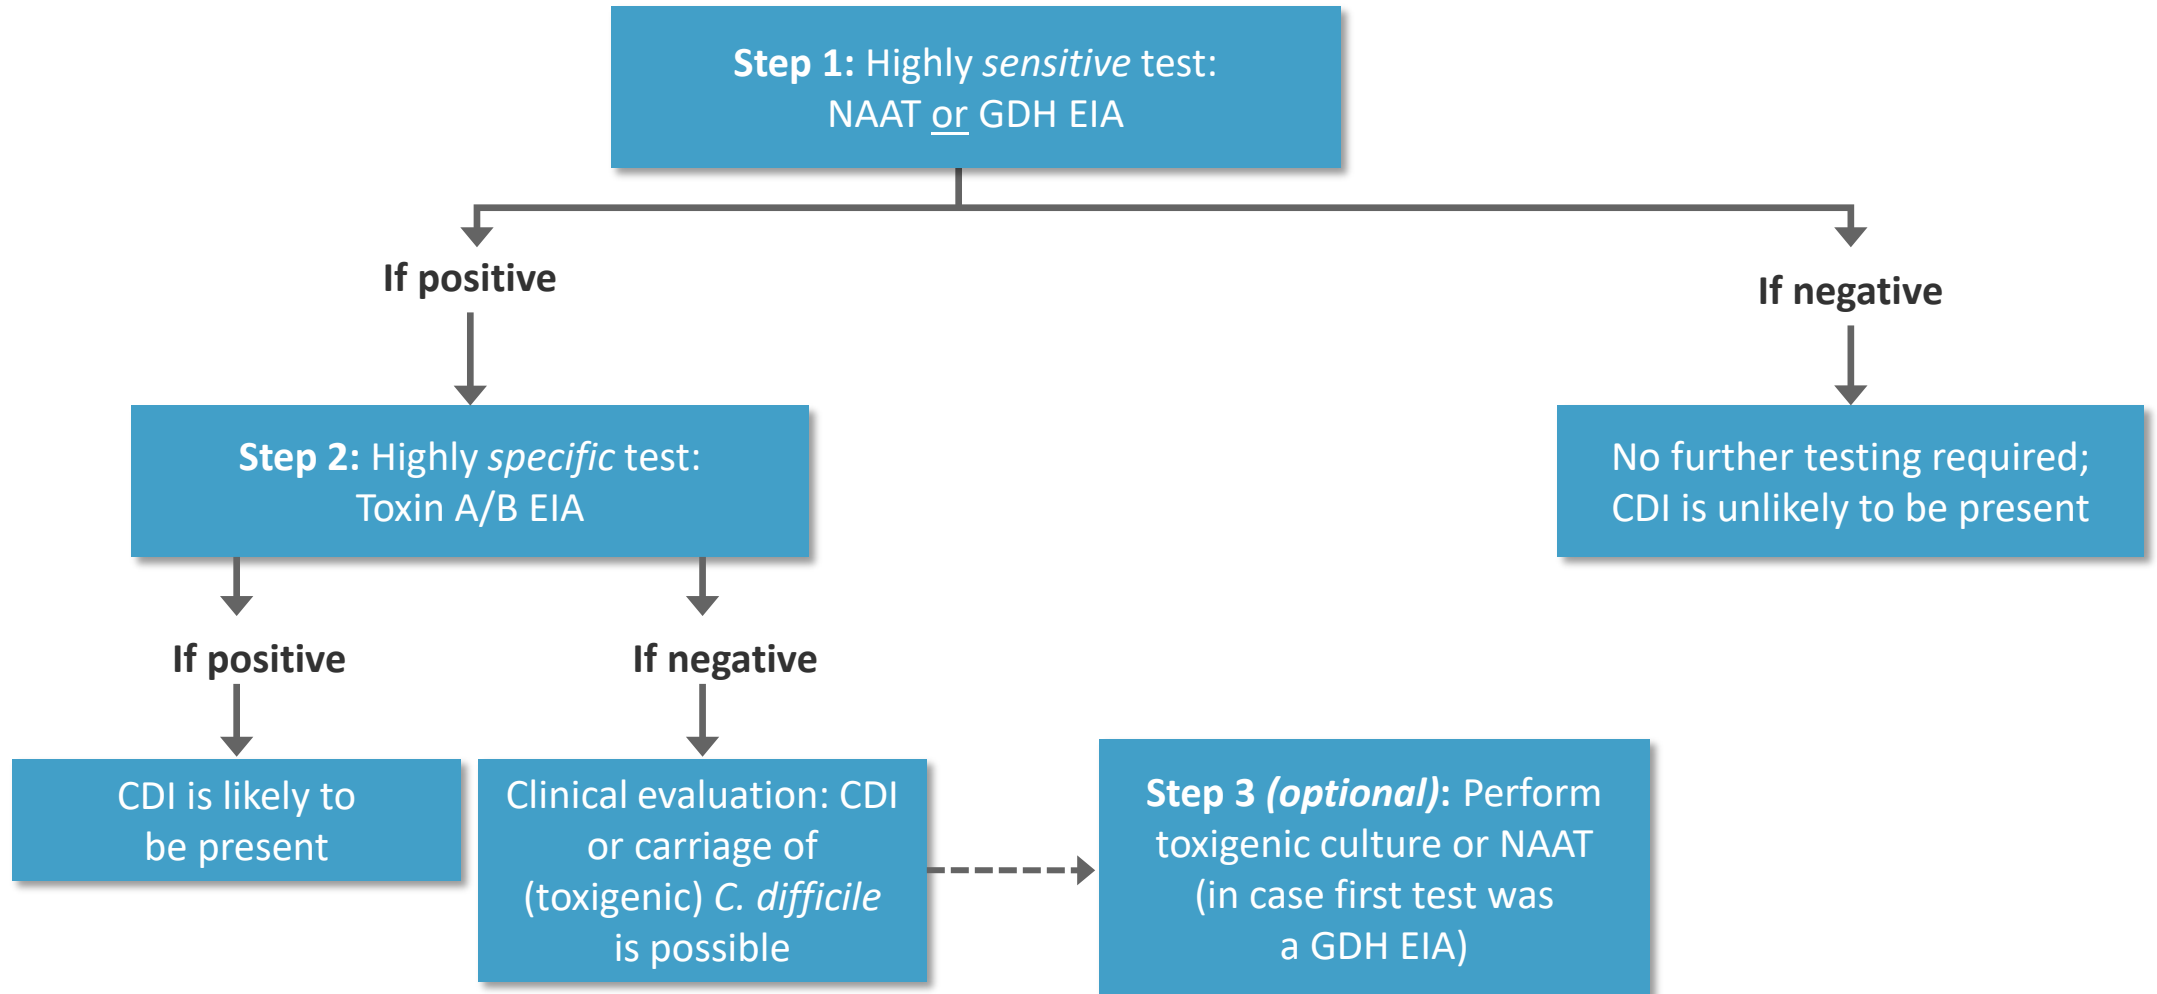 Step 1: Highly sensitive test:
NAAT or GDH EIA
If positive
If negative
Step 2: Highly specific test:
Toxin A/B EIA
No further testing required;
CDI is unlikely to be present
If positive
If negative
CDI is likely to
be present
Clinical evaluation: CDI
or carriage of
(toxigenic) C. difficile
is possible
Step 3 (optional): Perform
toxigenic culture or NAAT
(in case first test was
a GDH EIA)